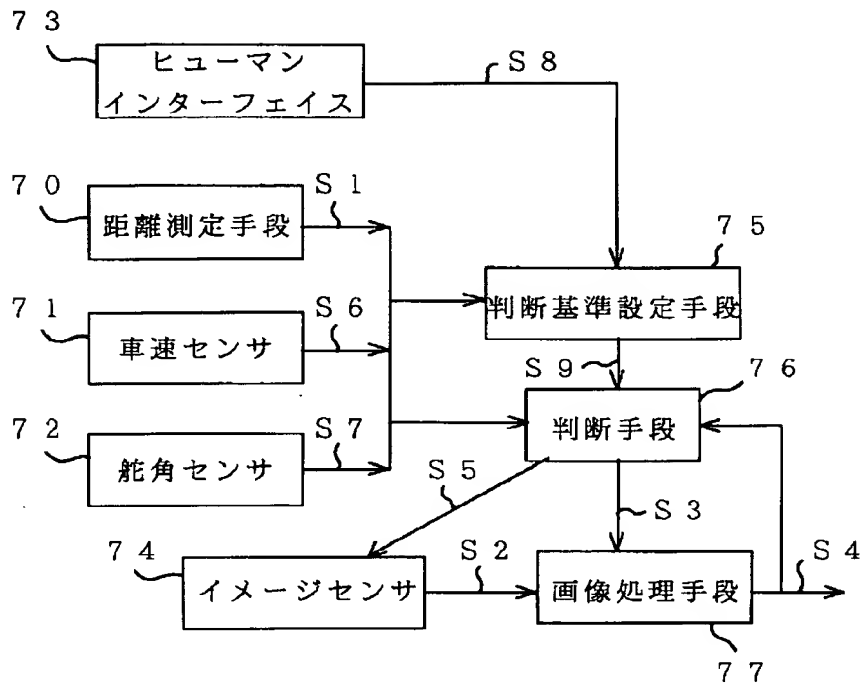 ７３
ヒューマン
インターフェイス
Ｓ８
７０
距離測定手段
Ｓ１
７５
判断基準設定手段
７１
車速センサ
Ｓ６
Ｓ９
７６
７２
舵角センサ
Ｓ７
判断手段
Ｓ５
Ｓ３
７４
イメージセンサ
Ｓ２
画像処理手段
Ｓ４
７７